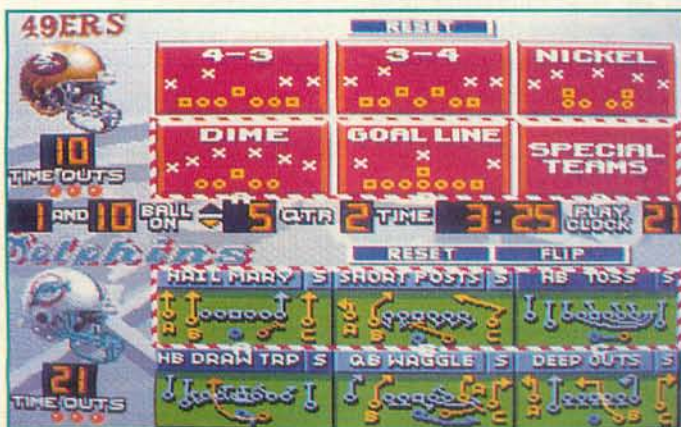 49ERS
RESET
4-3 3-4 NICKEL
10
TIME OUTS
DIME GOAL LINE SPECIAL TEAMS
1 AND 10 BALL ON 5 QTR 2 TIME 3:25 PLAY CLOCK 21
Dolphins
RESET FLIP
HAIL MARY S SHORT POSTS S HB TOSS S
A B C A B C
21
TIME OUTS
HB DRAW TRP S QB WAGGLE S DEEP OUTS S
B A C A B C